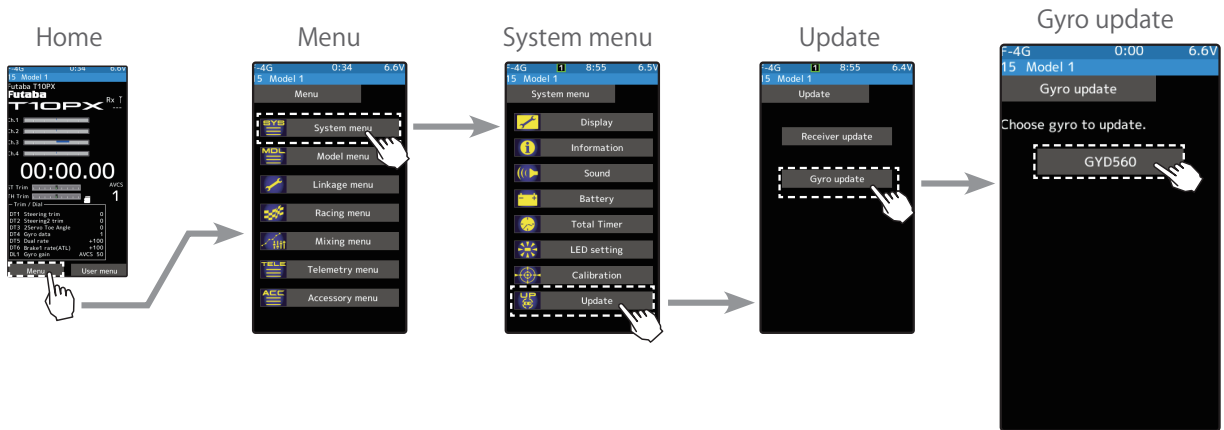 Home
F-4G 0:34 6.6V
15 Model 1
Futaba T10PX
Futaba
T10PX
Rx
Ch.1
Ch.2
Ch.3
Ch.4
00:00.00
ST Trim
AVCS
TH Trim
1
Trim / Dial
DT1 Steering trim 0
DT2 Steering2 trim 0
DT3 2Servo Toe Angle 0
DT4 Gyro data 1
DT5 Dual rate +100
DT6 Brake1 rate(ATL) +100
DL1 Gyro gain AVCS 50
Menu User menu
Menu
F-4G 0:34 6.6V
15 Model 1
Menu
SYS System menu
MDL Model menu
Linkage menu
Racing menu
Mixing menu
TELE Telemetry menu
ACC Accessory menu
System menu
F-4G 1 8:55 6.5V
15 Model 1
System menu
Display
Information
Sound
Battery
Total Timer
LED setting
Calibration
UP Update
Update
F-4G 1 8:55 6.4V
15 Model 1
Update
Receiver update
Gyro update
Gyro update
F-4G 0:00 6.6V
15 Model 1
Gyro update
Choose gyro to update.
GYD560